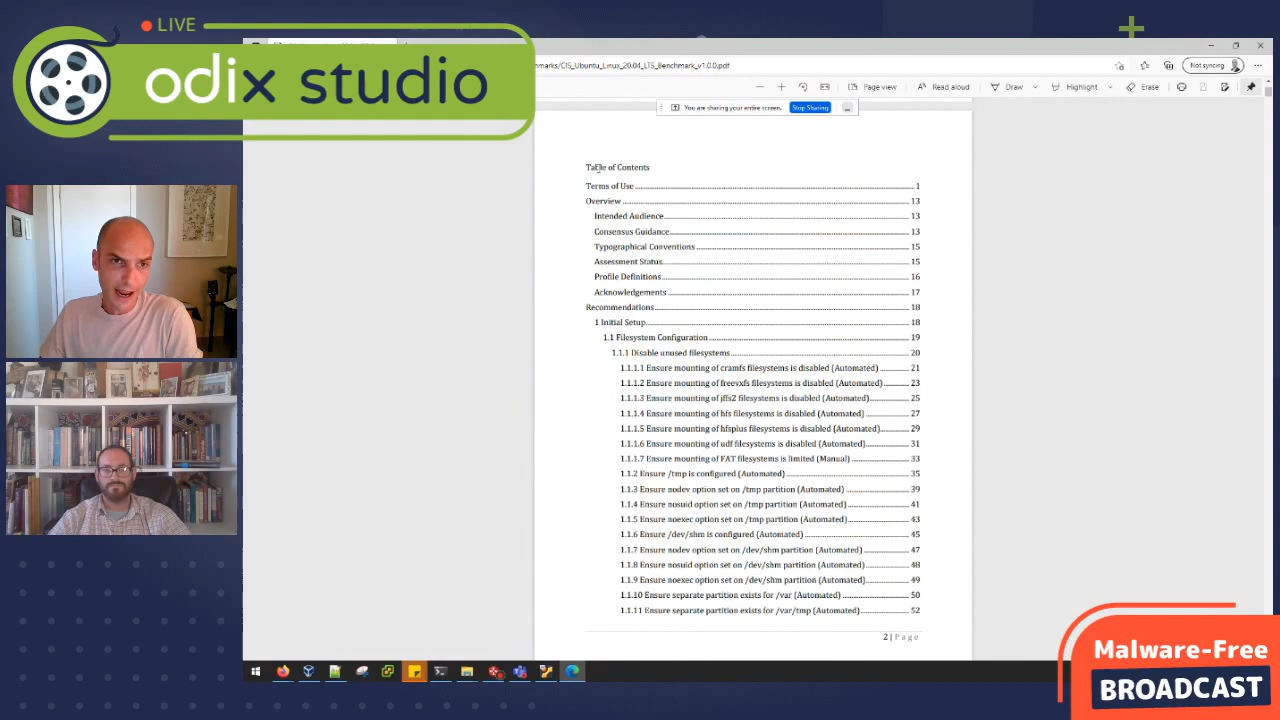 LIVE
odix studio
nmarks/CIS_Ubuntu_Linux_20.04_LTS_Benchmark_v1.0.0.pdf
Not syncing
Page view
Read aloud
Draw
Highlight
Erase
You are sharing your entire screen.
Stop Sharing
Table of Contents
Terms of Use 1
Overview 13
Intended Audience 13
Consensus Guidance 13
Typographical Conventions 15
Assessment Status 15
Profile Definitions 16
Acknowledgements 17
Recommendations 18
1 Initial Setup 18
1.1 Filesystem Configuration 19
1.1.1 Disable unused filesystems 20
1.1.1.1 Ensure mounting of cramfs filesystems is disabled (Automated) 21
1.1.1.2 Ensure mounting of freevxfs filesystems is disabled (Automated) 23
1.1.1.3 Ensure mounting of jffs2 filesystems is disabled (Automated) 25
1.1.1.4 Ensure mounting of hfs filesystems is disabled (Automated) 27
1.1.1.5 Ensure mounting of hfsplus filesystems is disabled (Automated) 29
1.1.1.6 Ensure mounting of udf filesystems is disabled (Automated) 31
1.1.1.7 Ensure mounting of FAT filesystems is limited (Manual) 33
1.1.2 Ensure /tmp is configured (Automated) 35
1.1.3 Ensure nodev option set on /tmp partition (Automated) 39
1.1.4 Ensure nosuid option set on /tmp partition (Automated) 41
1.1.5 Ensure noexec option set on /tmp partition (Automated) 43
1.1.6 Ensure /dev/shm is configured (Automated) 45
1.1.7 Ensure nodev option set on /dev/shm partition (Automated) 47
1.1.8 Ensure nosuid option set on /dev/shm partition (Automated) 48
1.1.9 Ensure noexec option set on /dev/shm partition (Automated) 49
1.1.10 Ensure separate partition exists for /var (Automated) 50
1.1.11 Ensure separate partition exists for /var/tmp (Automated) 52
2 | Page
Malware-Free
BROADCAST